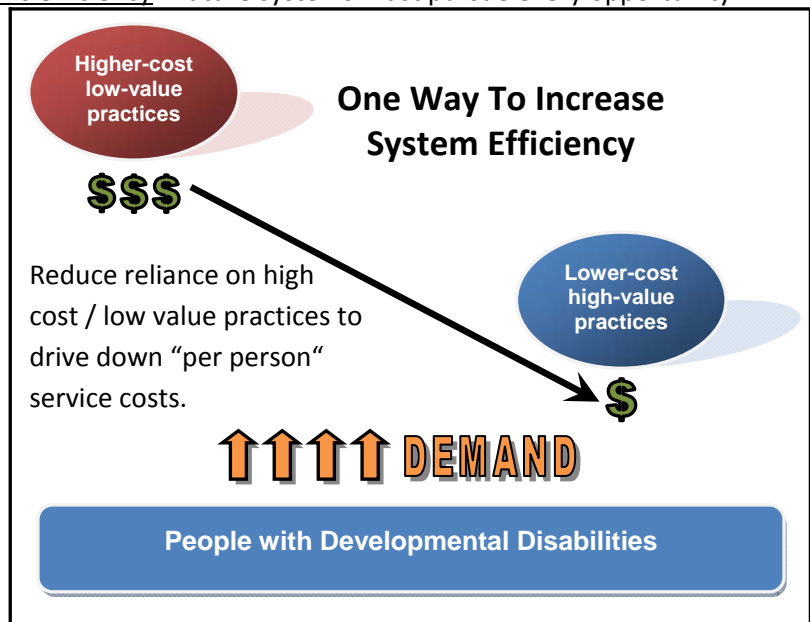 Higher-cost
low-value
practices
One Way To Increase
System Efficiency
$$$
Reduce reliance on high
cost / low value practices to
drive down “per person“
service costs.
Lower-cost
high-value
practices
$
DEMAND
People with Developmental Disabilities